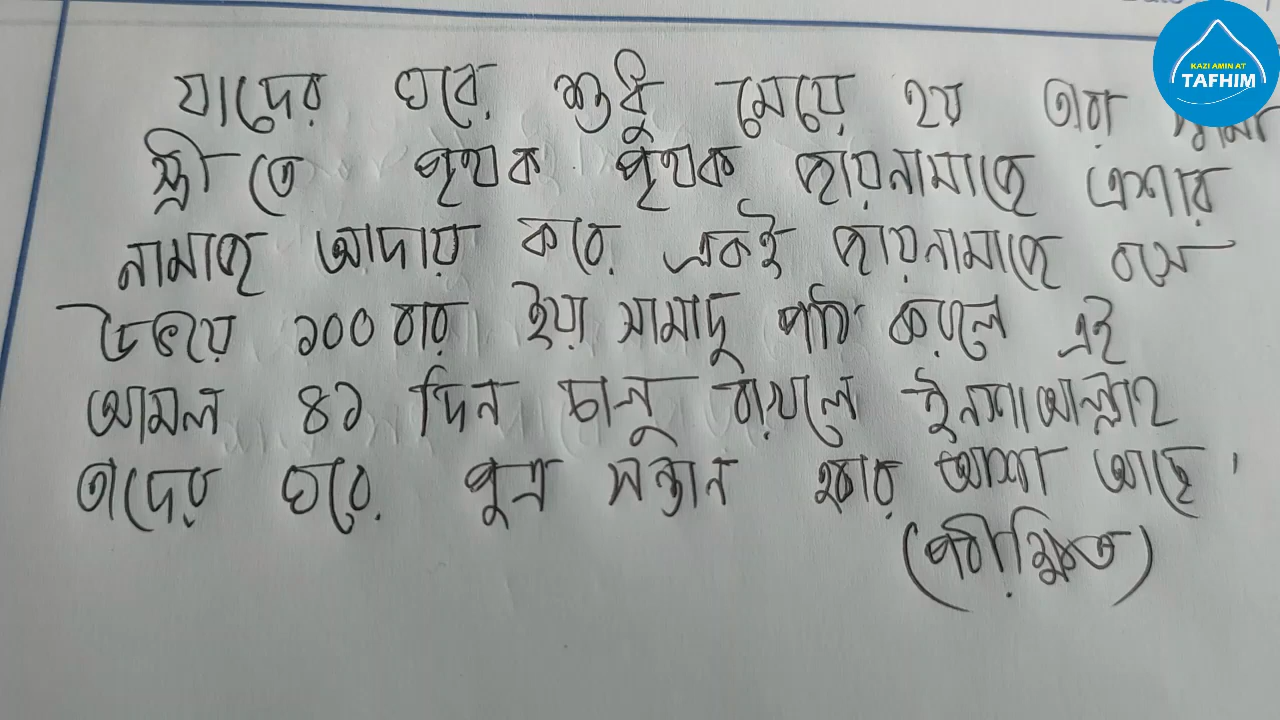 KAZI AMIN AT
TAFHIM
যাদের ঘরে শুধু মেয়ে হয় তারা স্বামী
স্ত্রী তে পৃথক পৃথক জায়নামাজে এশার
নামাজ আদায় করে একই জায়নামাজে বসে
উভয়ে ১০০ বার ইয়া সামাদু পাঠ করলে এই
আমল ৪১ দিন চালু রাখলে ইনশাআল্লাহ
তাদের ঘরে পুত্র সন্তান হবার আশা আছে।
(পরীক্ষিত)